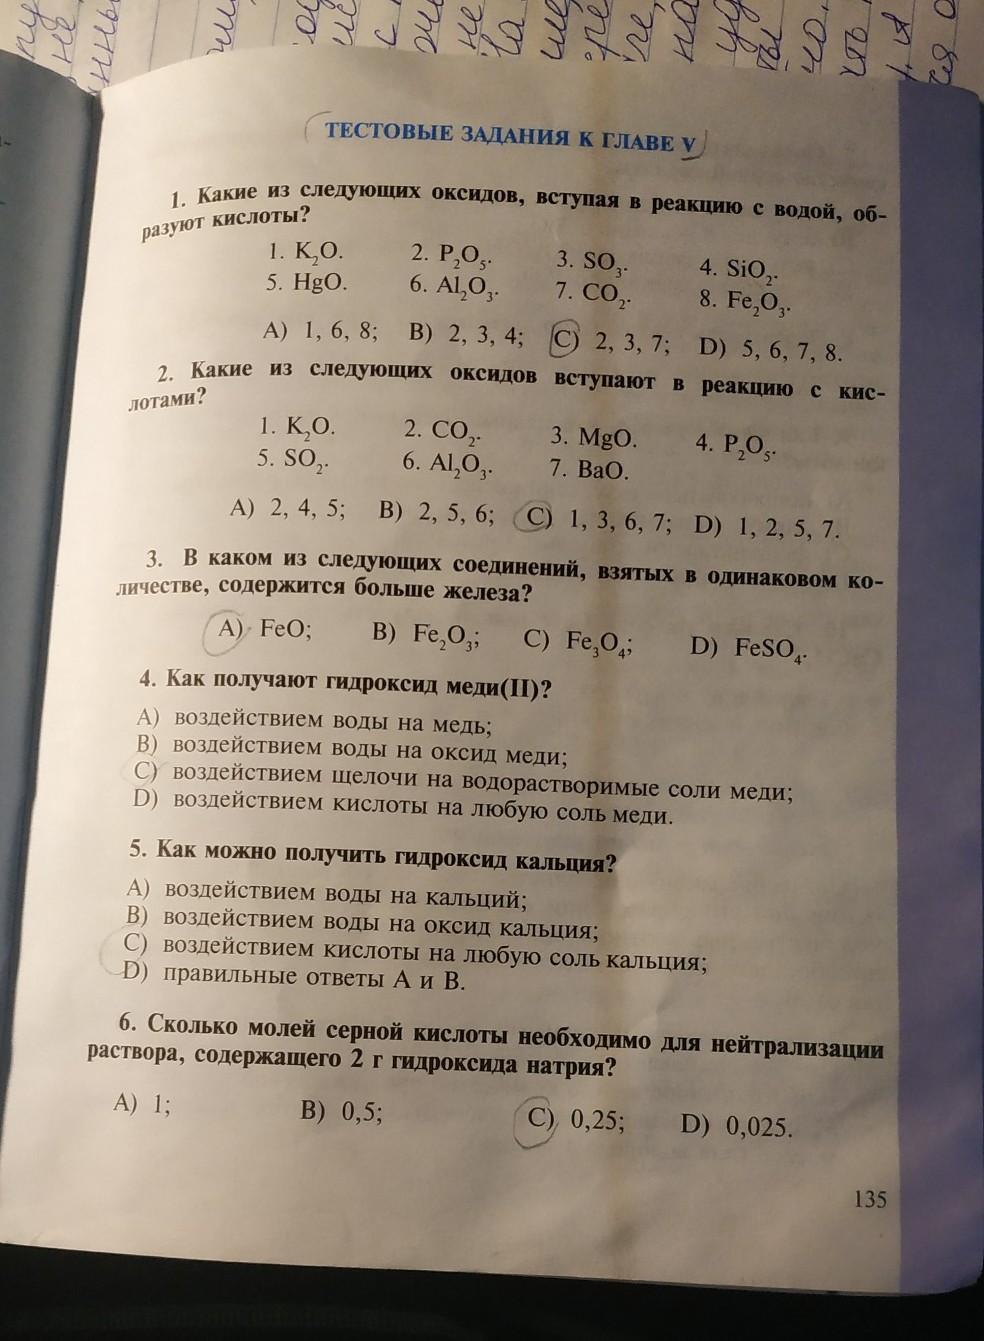 ТЕСТОВЫЕ ЗАДАНИЯ К ГЛАВЕ V
1. Какие из следующих оксидов, вступая в реакцию с водой, об-
разуют кислоты?
1. K₂O. 2. P₂O₅. 3. SO₃. 4. SiO₂.
5. HgO. 6. Al₂O₃. 7. CO₂. 8. Fe₂O₃.
A) 1, 6, 8; B) 2, 3, 4; C) 2, 3, 7; D) 5, 6, 7, 8.
2. Какие из следующих оксидов вступают в реакцию с кис-
лотами?
1. K₂O. 2. CO₂. 3. MgO. 4. P₂O₅.
5. SO₂. 6. Al₂O₃. 7. BaO.
A) 2, 4, 5; B) 2, 5, 6; C) 1, 3, 6, 7; D) 1, 2, 5, 7.
3. В каком из следующих соединений, взятых в одинаковом ко-
личестве, содержится больше железа?
A) FeO; B) Fe₂O₃; C) Fe₃O₄; D) FeSO₄.
4. Как получают гидроксид меди(II)?
A) воздействием воды на медь;
B) воздействием воды на оксид меди;
C) воздействием щелочи на водорастворимые соли меди;
D) воздействием кислоты на любую соль меди.
5. Как можно получить гидроксид кальция?
A) воздействием воды на кальций;
B) воздействием воды на оксид кальция;
C) воздействием кислоты на любую соль кальция;
D) правильные ответы A и B.
6. Сколько молей серной кислоты необходимо для нейтрализации
раствора, содержащего 2 г гидроксида натрия?
A) 1; B) 0,5; C) 0,25; D) 0,025.
135